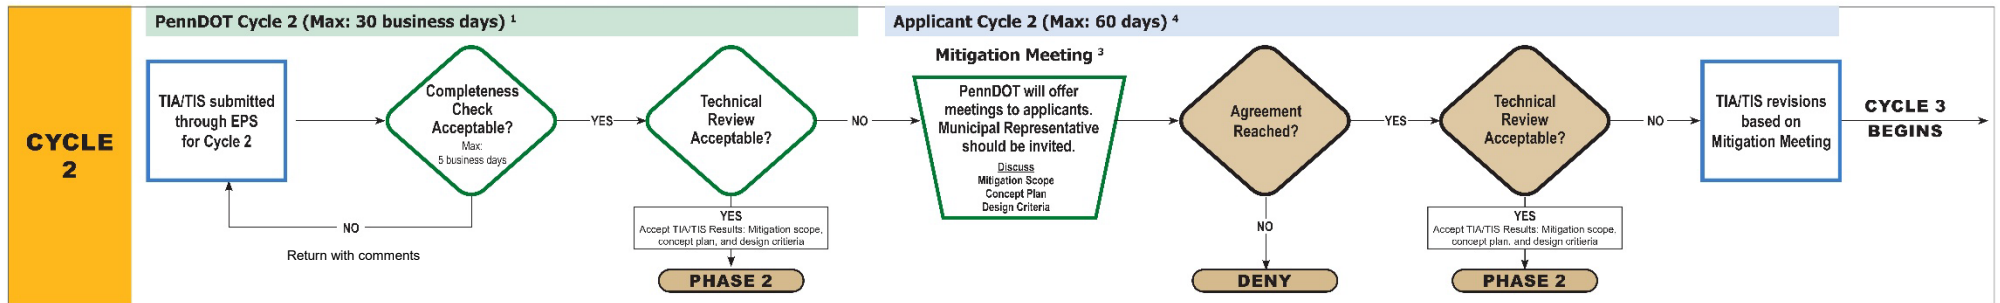 CYCLE
2
PennDOT Cycle 2 (Max: 30 business days) 1
Applicant Cycle 2 (Max: 60 days) 4
TIA/TIS submitted
through EPS
for Cycle 2
Completeness
Check
Acceptable?
Max:
5 business days
NO
Return with comments
YES
Technical
Review
Acceptable?
YES
Accept TIA/TIS Results: Mitigation scope,
concept plan, and design critieria
PHASE 2
NO
Mitigation Meeting 3
PennDOT will offer
meetings to applicants.
Municipal Representative
should be invited.
Discuss
Mitigation Scope
Concept Plan
Design Criteria
Agreement
Reached?
NO
DENY
YES
Technical
Review
Acceptable?
YES
Accept TIA/TIS Results: Mitigation scope,
concept plan, and design critieria
PHASE 2
NO
TIA/TIS revisions
based on
Mitigation Meeting
CYCLE 3
BEGINS